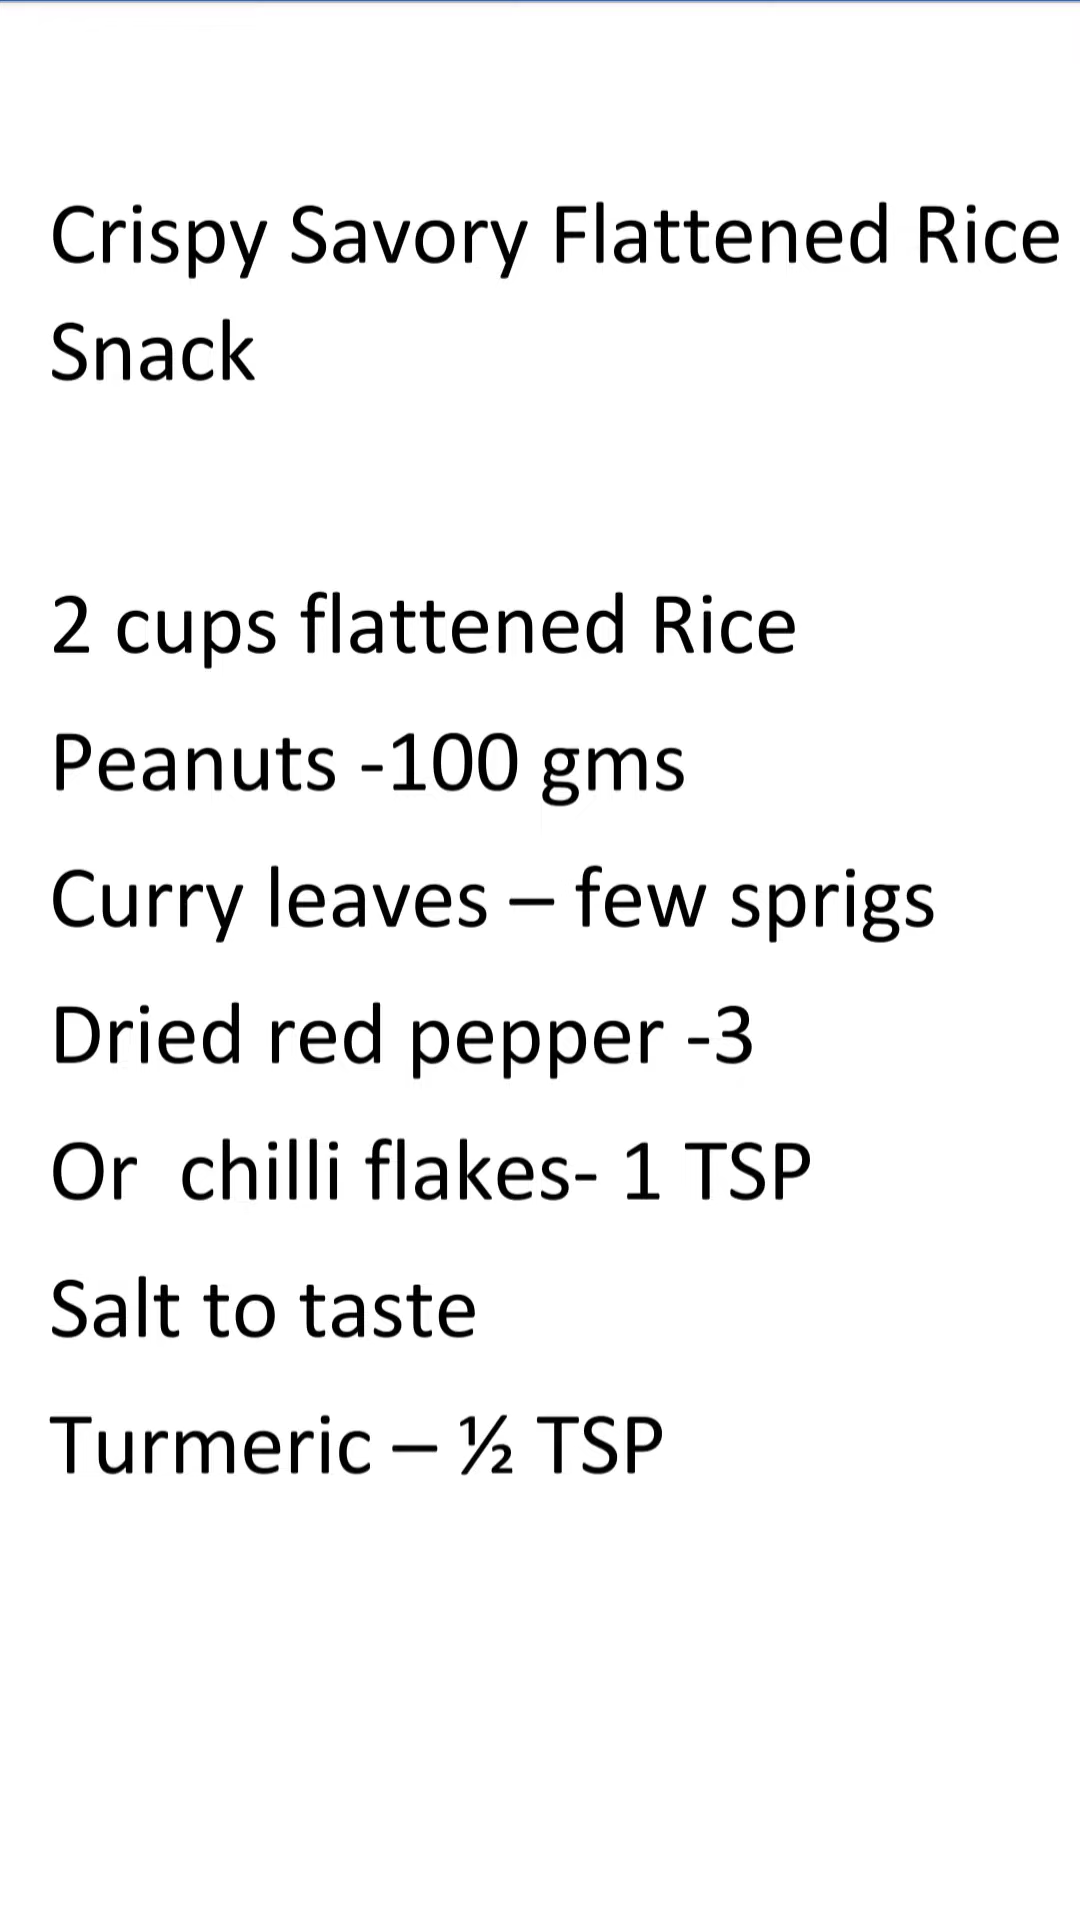 Crispy Savory Flattened Rice
Snack
2 cups flattened Rice
Peanuts -100 gms
Curry leaves – few sprigs
Dried red pepper -3
Or  chilli flakes- 1 TSP
Salt to taste
Turmeric – ½ TSP